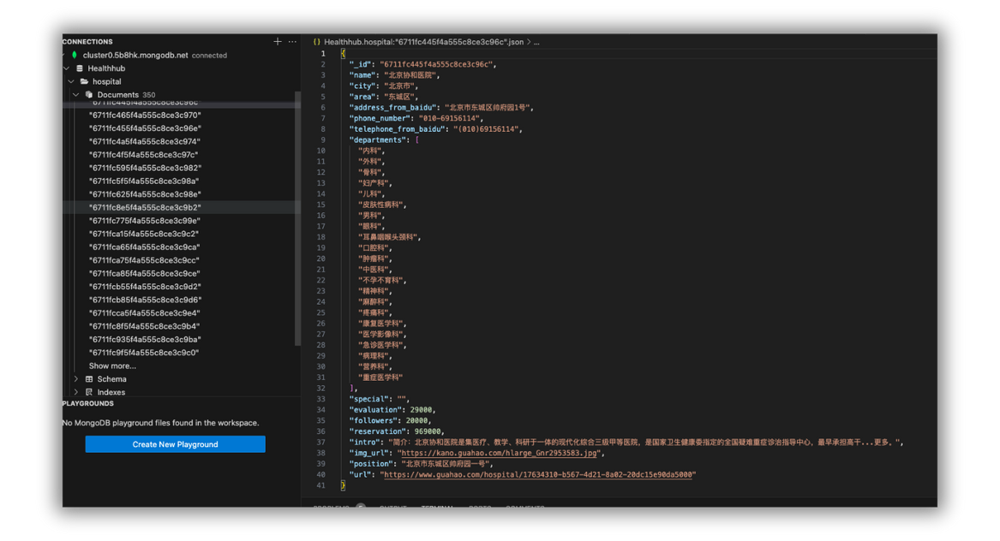 CONNECTIONS
cluster0.5b8hk.mongodb.net connected
Healthhub
hospital
Documents 350
"6711fc445f4a555c8ce3c96c"
"6711fc465f4a555c8ce3c970"
"6711fc455f4a555c8ce3c96e"
"6711fc4a5f4a555c8ce3c974"
"6711fc4f5f4a555c8ce3c97c"
"6711fc595f4a555c8ce3c982"
"6711fc5f5f4a555c8ce3c98a"
"6711fc625f4a555c8ce3c98e"
"6711fc8e5f4a555c8ce3c9b2"
"6711fc775f4a555c8ce3c99e"
"6711fca15f4a555c8ce3c9c2"
"6711fca65f4a555c8ce3c9ca"
"6711fca75f4a555c8ce3c9cc"
"6711fca85f4a555c8ce3c9ce"
"6711fcb55f4a555c8ce3c9d2"
"6711fcb85f4a555c8ce3c9d6"
"6711fcca5f4a555c8ce3c9e4"
"6711fc8f5f4a555c8ce3c9b4"
"6711fc935f4a555c8ce3c9ba"
"6711fc9f5f4a555c8ce3c9c0"
Show more...
Schema
Indexes
PLAYGROUNDS
No MongoDB playground files found in the workspace.
Create New Playground
{} Healthhub.hospital:"6711fc445f4a555c8ce3c96c".json > ...
1 {
2 "_id": "6711fc445f4a555c8ce3c96c",
3 "name": "北京协和医院",
4 "city": "北京市",
5 "area": "东城区",
6 "address_from_baidu": "北京市东城区帅府园1号",
7 "phone_number": "010-69156114",
8 "telephone_from_baidu": "(010)69156114",
9 "departments": [
10 "内科",
11 "外科",
12 "骨科",
13 "妇产科",
14 "儿科",
15 "皮肤性病科",
16 "男科",
17 "眼科",
18 "耳鼻咽喉头颈科",
19 "口腔科",
20 "肿瘤科",
21 "中医科",
22 "不孕不育科",
23 "精神科",
24 "麻醉科",
25 "疼痛科",
26 "康复医学科",
27 "医学影像科",
28 "急诊医学科",
29 "病理科",
30 "营养科",
31 "重症医学科"
32 ],
33 "special": "",
34 "evaluation": 29000,
35 "followers": 20000,
36 "reservation": 969000,
37 "intro": "简介: 北京协和医院是集医疗、教学、科研于一体的现代化综合三级甲等医院，是国家卫生健康委指定的全国疑难重症诊治指导中心，最早承担高干...更多。",
38 "img_url": "https://kano.guahao.com/hlarge_Gnr2953583.jpg",
39 "position": "北京市东城区帅府园一号",
40 "url": "https://www.guahao.com/hospital/17634310-b567-4d21-8a02-20dc15e90da5000"
41 }